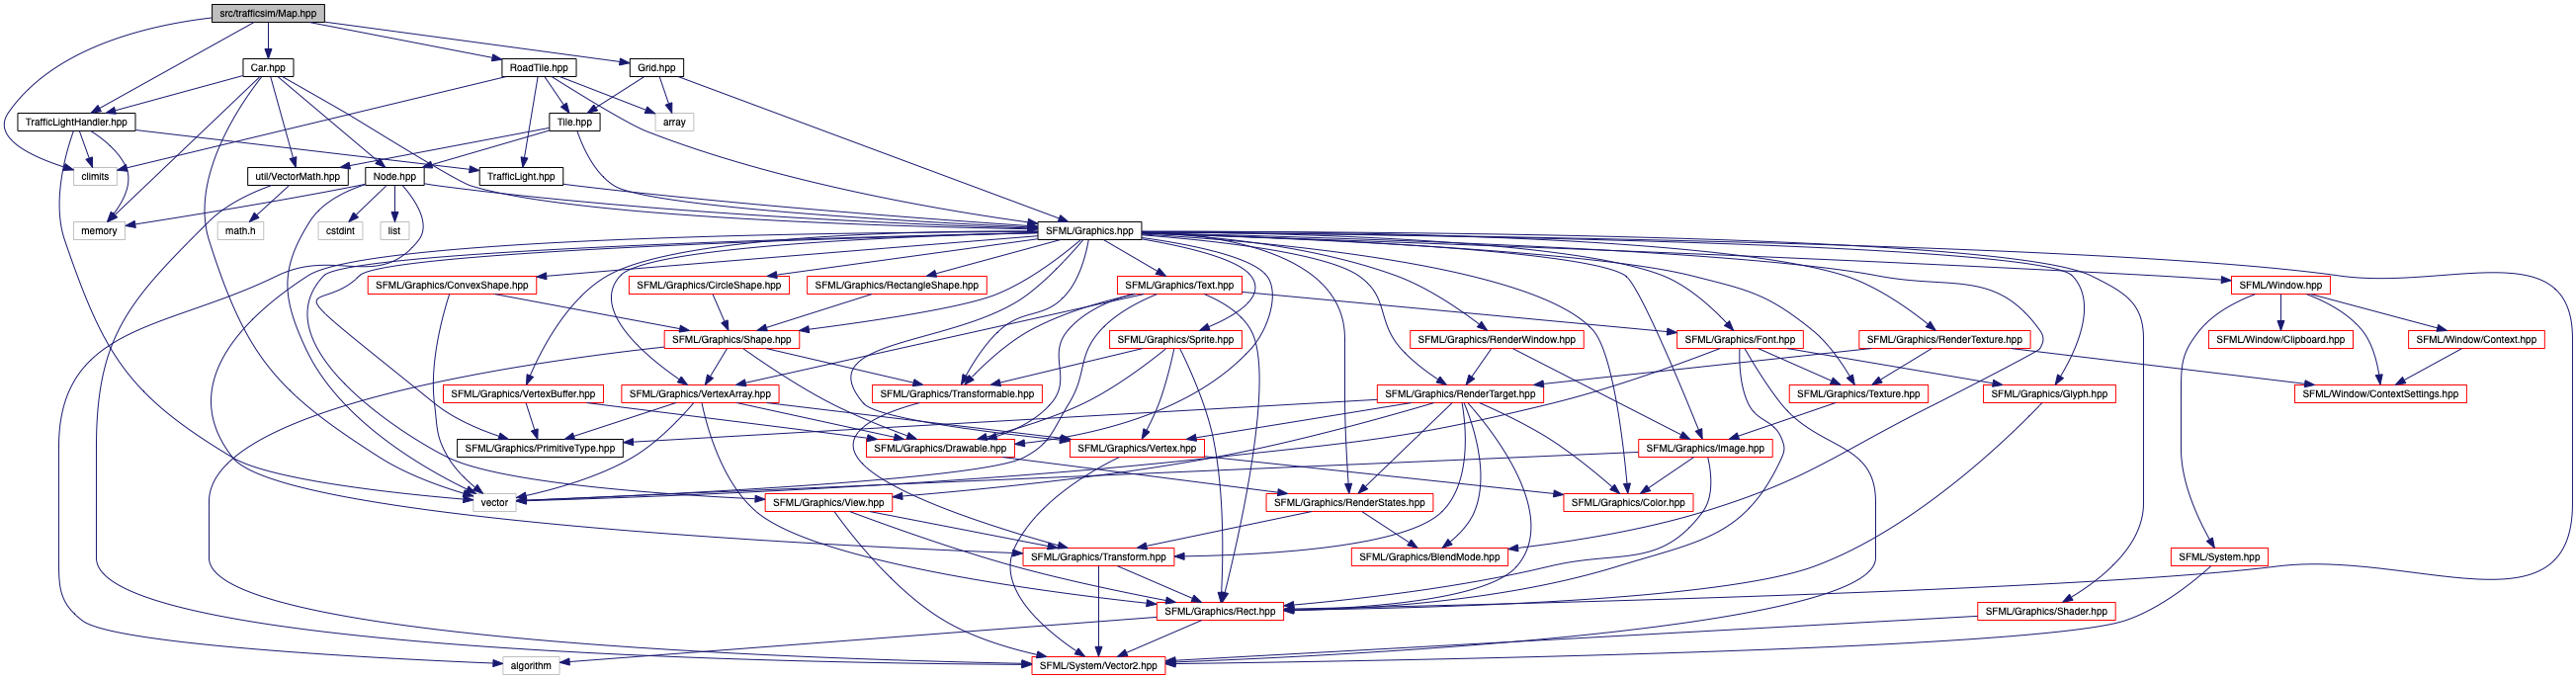 src/trafficsim/Map.hpp
Car.hpp
RoadTile.hpp
Grid.hpp
TrafficLightHandler.hpp
Tile.hpp
array
climits
util/VectorMath.hpp
Node.hpp
TrafficLight.hpp
memory
math.h
cstdint
list
SFML/Graphics.hpp
SFML/Graphics/ConvexShape.hpp
SFML/Graphics/CircleShape.hpp
SFML/Graphics/RectangleShape.hpp
SFML/Graphics/Text.hpp
SFML/Window.hpp
SFML/Graphics/Shape.hpp
SFML/Graphics/Sprite.hpp
SFML/Graphics/RenderWindow.hpp
SFML/Graphics/Font.hpp
SFML/Graphics/RenderTexture.hpp
SFML/Window/Clipboard.hpp
SFML/Window/Context.hpp
SFML/Graphics/VertexBuffer.hpp
SFML/Graphics/VertexArray.hpp
SFML/Graphics/Transformable.hpp
SFML/Graphics/RenderTarget.hpp
SFML/Graphics/Texture.hpp
SFML/Graphics/Glyph.hpp
SFML/Window/ContextSettings.hpp
SFML/Graphics/PrimitiveType.hpp
SFML/Graphics/Drawable.hpp
SFML/Graphics/Vertex.hpp
SFML/Graphics/Image.hpp
vector
SFML/Graphics/View.hpp
SFML/Graphics/RenderStates.hpp
SFML/Graphics/Color.hpp
SFML/Graphics/Transform.hpp
SFML/Graphics/BlendMode.hpp
SFML/System.hpp
SFML/Graphics/Rect.hpp
SFML/Graphics/Shader.hpp
algorithm
SFML/System/Vector2.hpp